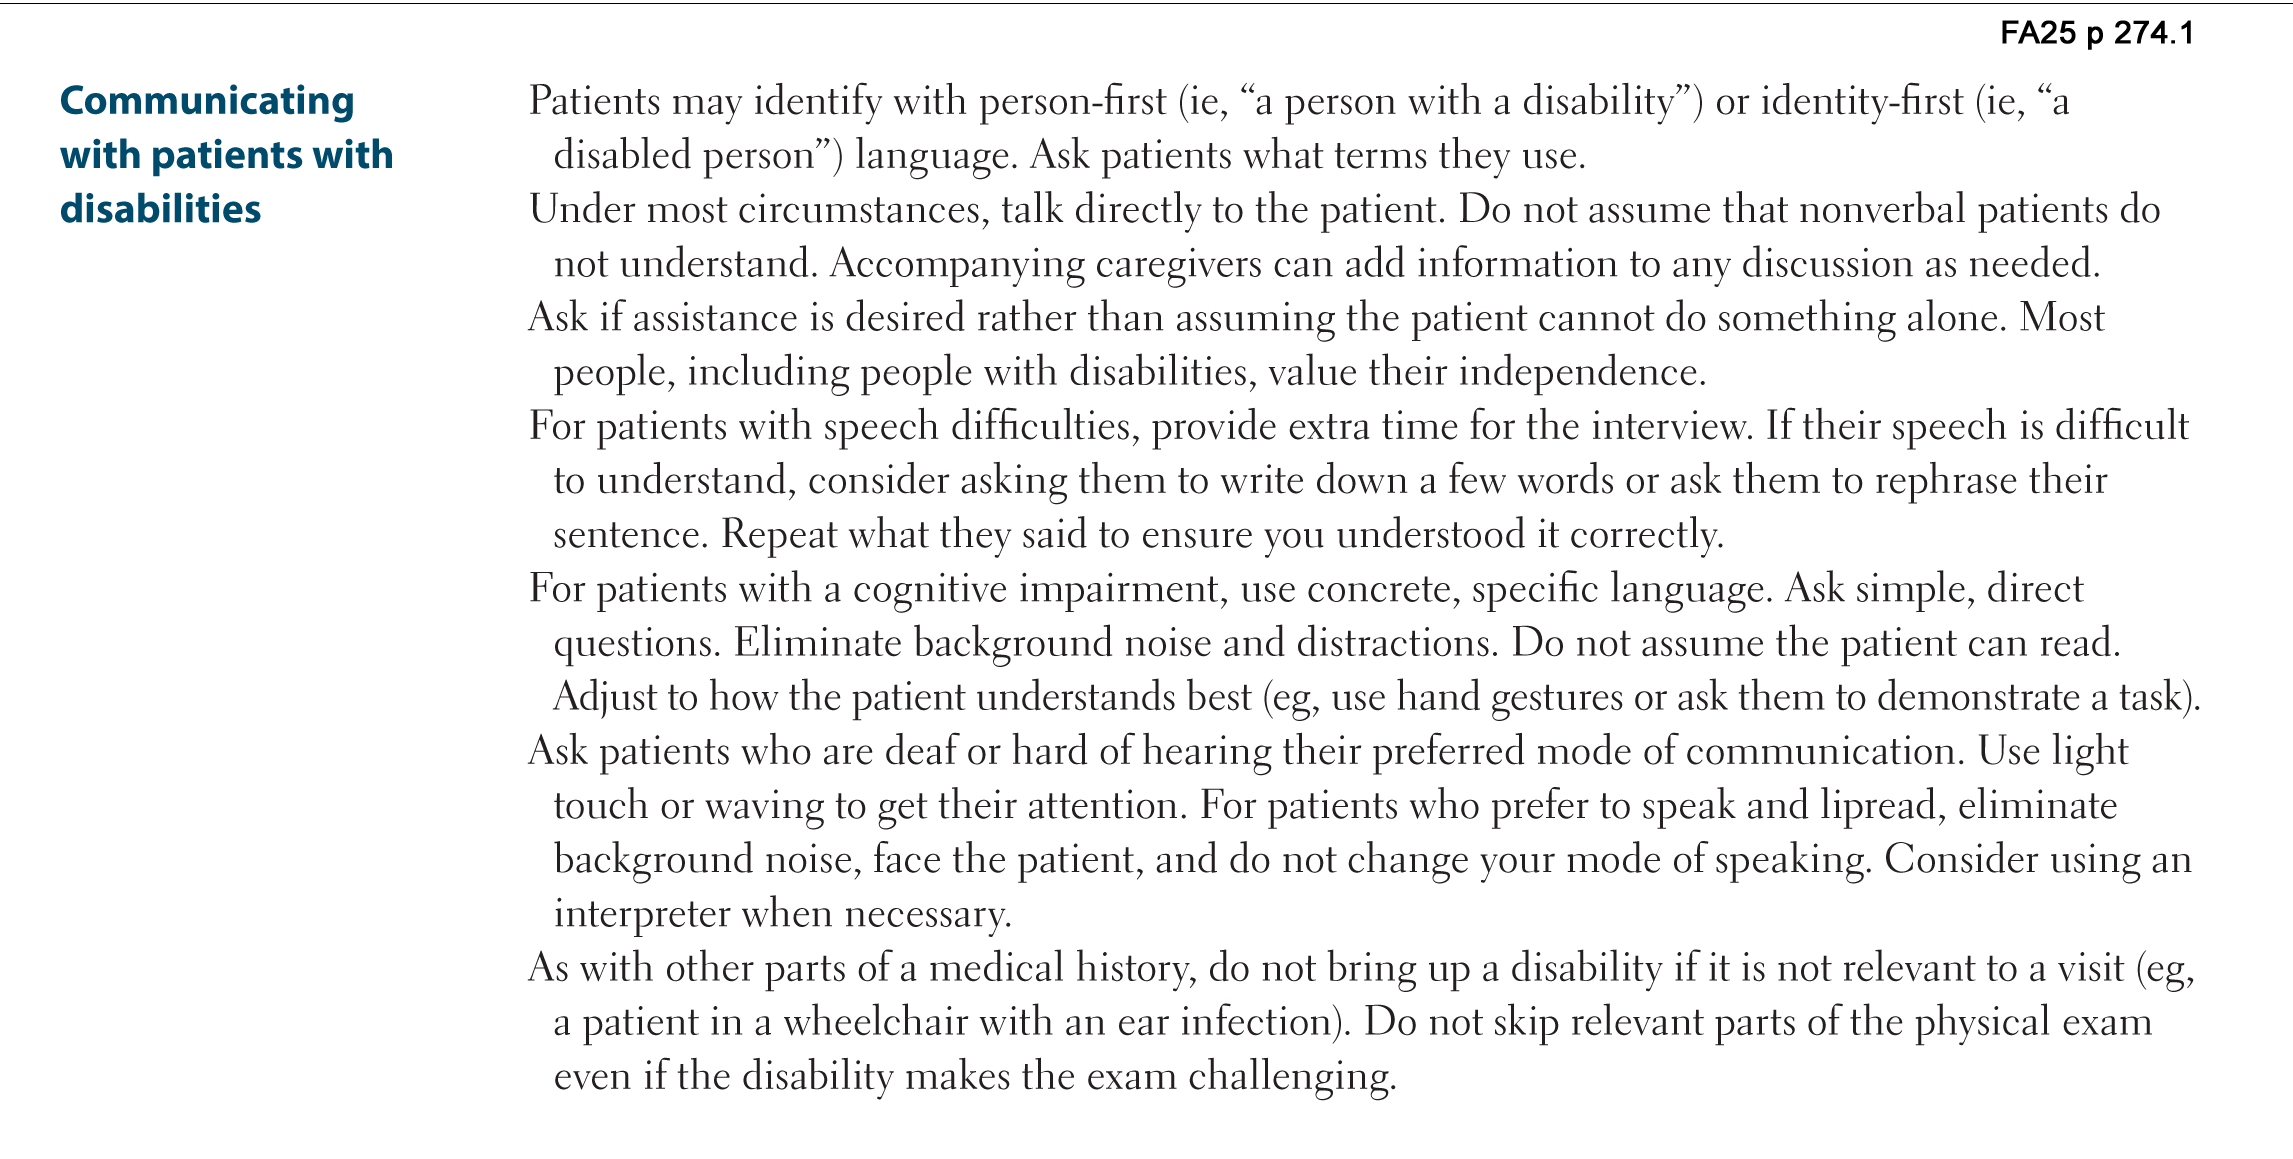 FA25 p 274.1
Communicating
with patients with
disabilities
Patients may identify with person-first (ie, “a person with a disability”) or identity-first (ie, “a
disabled person”) language. Ask patients what terms they use.
Under most circumstances, talk directly to the patient. Do not assume that nonverbal patients do
not understand. Accompanying caregivers can add information to any discussion as needed.
Ask if assistance is desired rather than assuming the patient cannot do something alone. Most
people, including people with disabilities, value their independence.
For patients with speech difficulties, provide extra time for the interview. If their speech is difficult
to understand, consider asking them to write down a few words or ask them to rephrase their
sentence. Repeat what they said to ensure you understood it correctly.
For patients with a cognitive impairment, use concrete, specific language. Ask simple, direct
questions. Eliminate background noise and distractions. Do not assume the patient can read.
Adjust to how the patient understands best (eg, use hand gestures or ask them to demonstrate a task).
Ask patients who are deaf or hard of hearing their preferred mode of communication. Use light
touch or waving to get their attention. For patients who prefer to speak and lipread, eliminate
background noise, face the patient, and do not change your mode of speaking. Consider using an
interpreter when necessary.
As with other parts of a medical history, do not bring up a disability if it is not relevant to a visit (eg,
a patient in a wheelchair with an ear infection). Do not skip relevant parts of the physical exam
even if the disability makes the exam challenging.